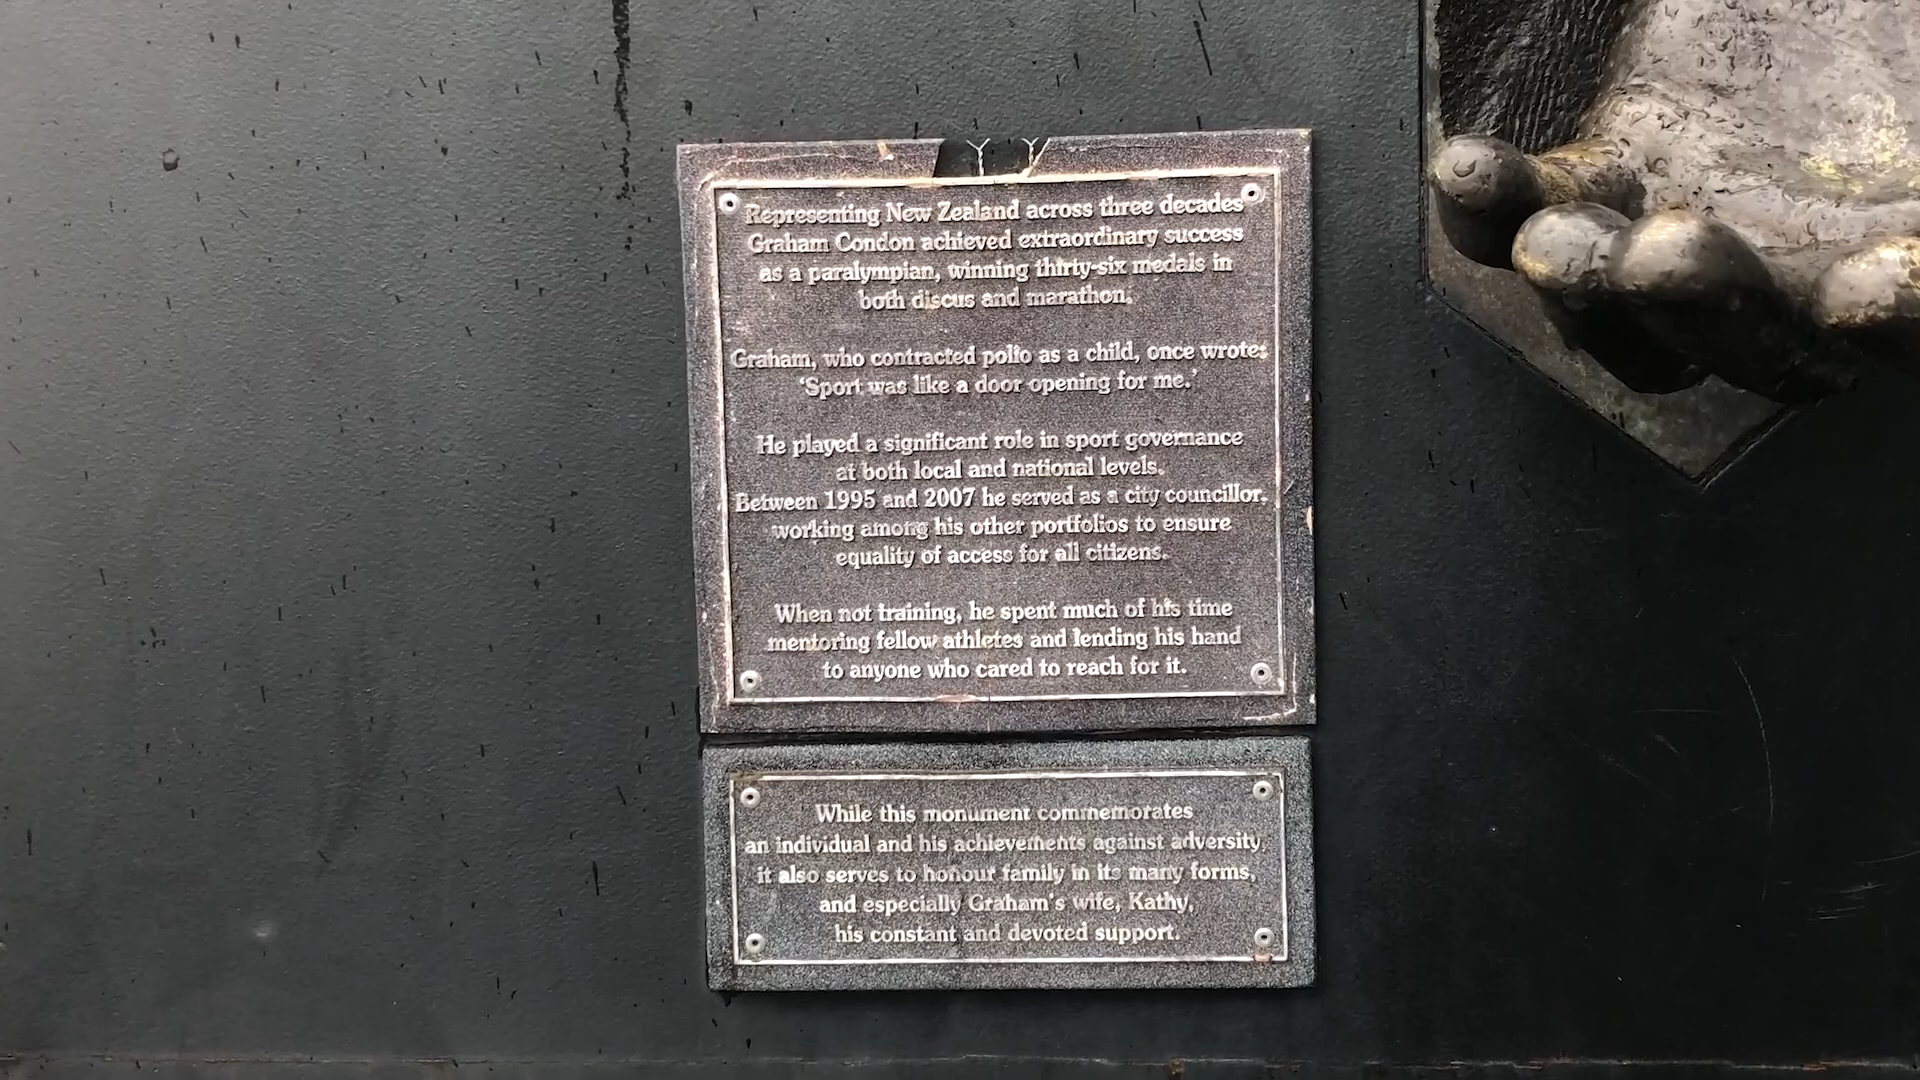 Representing New Zealand across three decades
Graham Condon achieved extraordinary success
as a paralympian, winning thirty-six medals in
both discus and marathon.
Graham, who contracted polio as a child, once wrote:
'Sport was like a door opening for me.'
He played a significant role in sport governance
at both local and national levels.
Between 1995 and 2007 he served as a city councillor,
working among his other portfolios to ensure
equality of access for all citizens.
When not training, he spent much of his time
mentoring fellow athletes and lending his hand
to anyone who cared to reach for it.
While this monument commemorates
an individual and his achievements against adversity,
it also serves to honour family in its many forms,
and especially Graham's wife, Kathy,
his constant and devoted support.